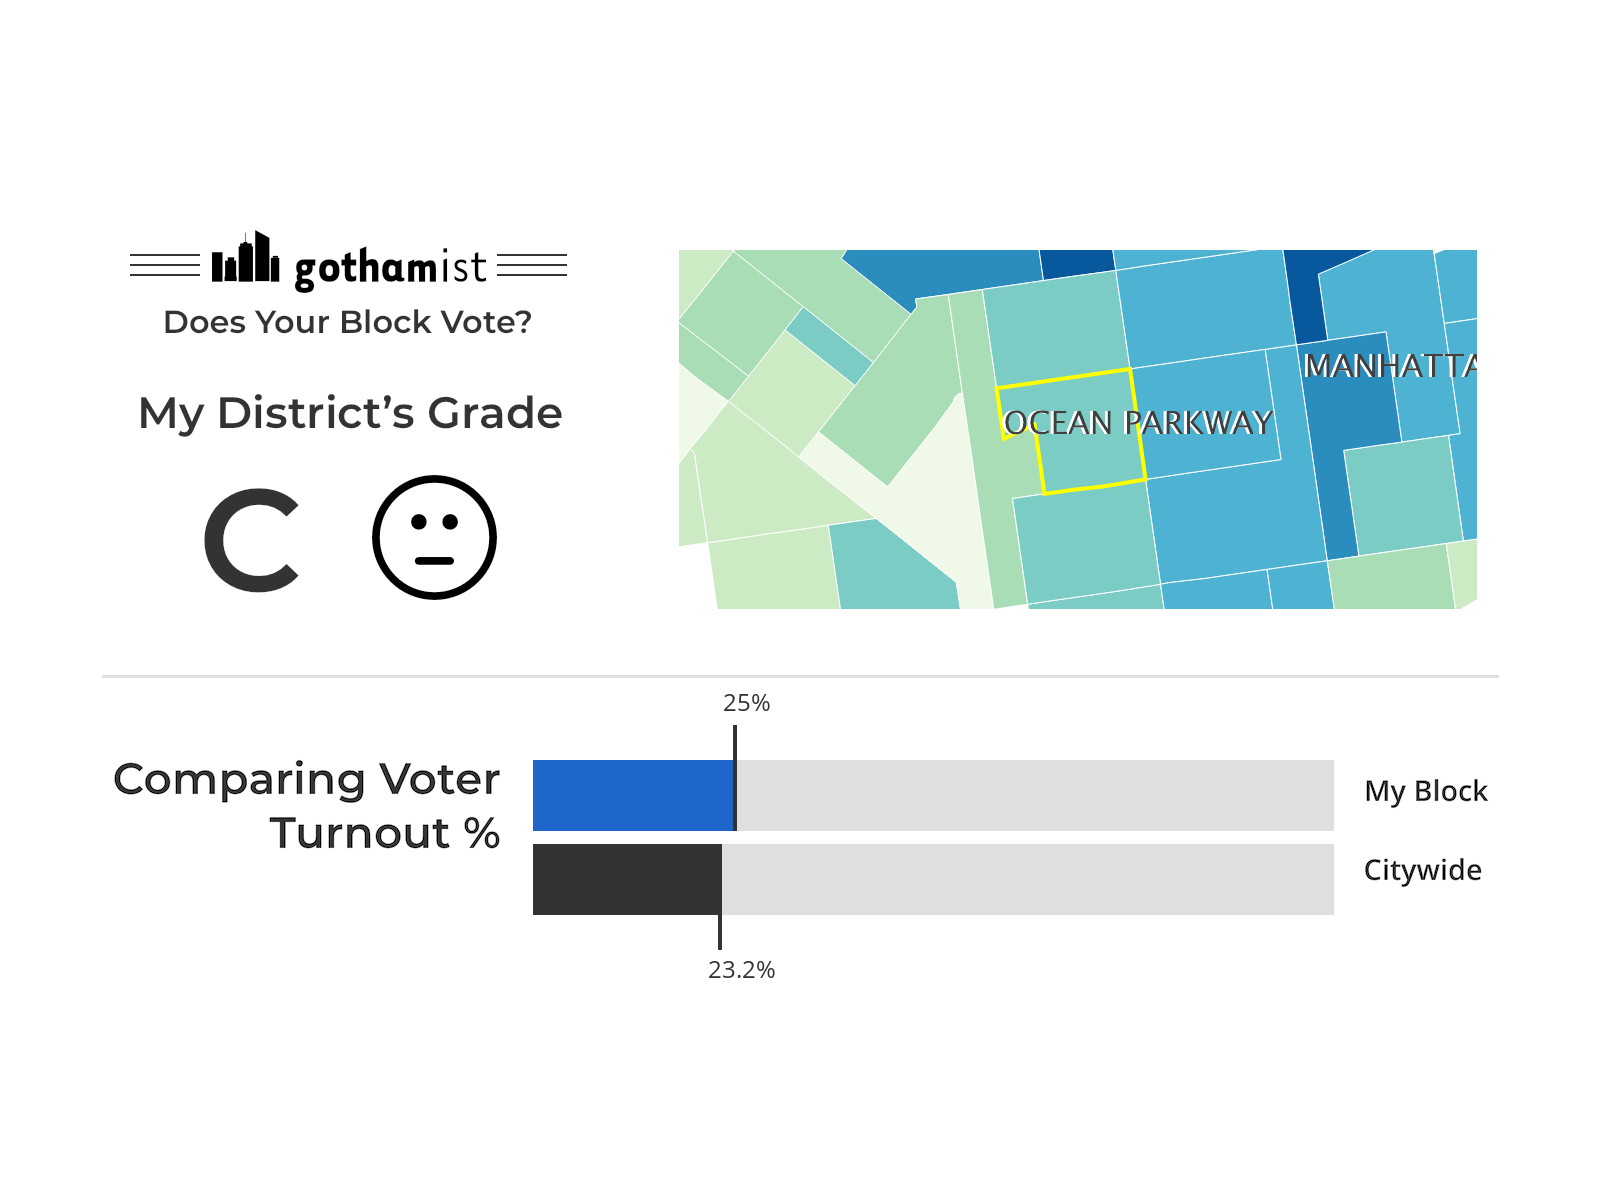 gothamist
Does Your Block Vote?
My District’s Grade
C
OCEAN PARKWAY
MANHATTA
Comparing Voter
Turnout %
25%
My Block
Citywide
23.2%